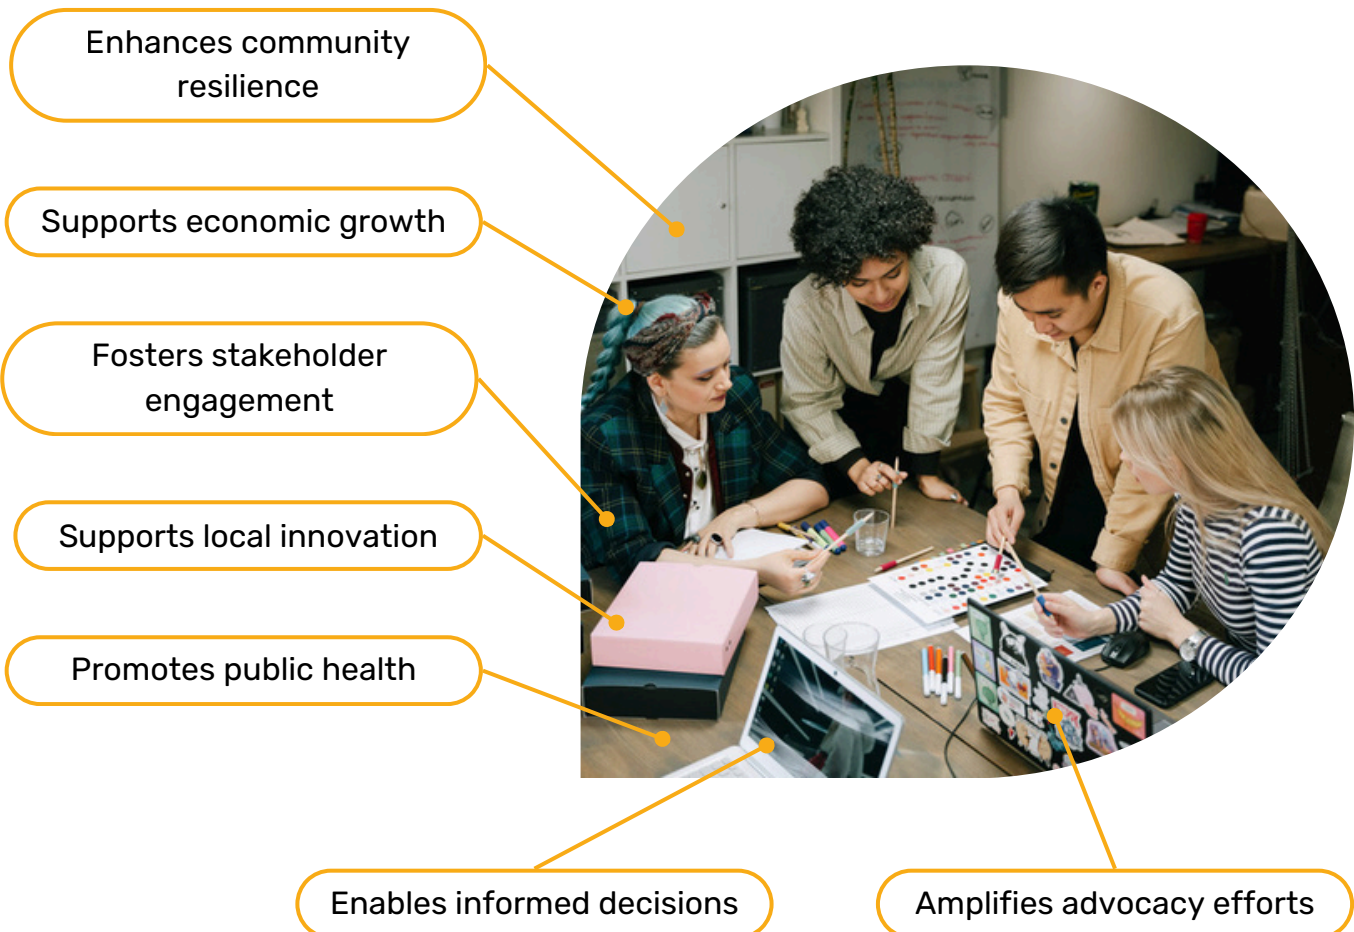 Enhances community
resilience
Supports economic growth
Fosters stakeholder
engagement
Supports local innovation
Promotes public health
Enables informed decisions
Amplifies advocacy efforts